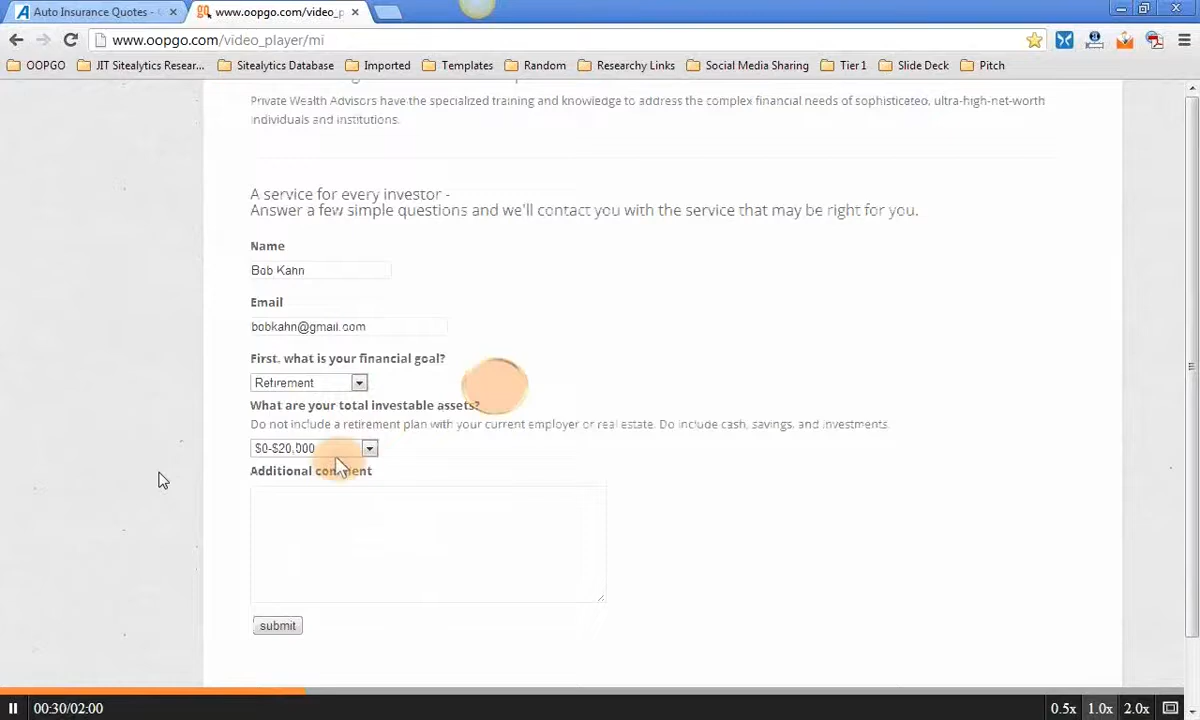 Auto Insurance Quotes -
www.oopgo.com/video_p
www.oopgo.com/video_player/mi
OOPGO JIT Sitealytics Resear... Sitealytics Database Imported Templates Random Researchy Links Social Media Sharing Tier 1 Slide Deck Pitch
Private Wealth Advisors have the specialized training and knowledge to address the complex financial needs of sophisticated, ultra-high-net-worth
individuals and institutions.
A service for every investor -
Answer a few simple questions and we'll contact you with the service that may be right for you.
Name
Bob Kahn
Email
bobkahn@gmail.com
First, what is your financial goal?
Retirement
What are your total investable assets?
Do not include a retirement plan with your current employer or real estate. Do include cash, savings, and investments.
$0-$20,000
Additional comment
submit
00:30/02:00 0.5x 1.0x 2.0x